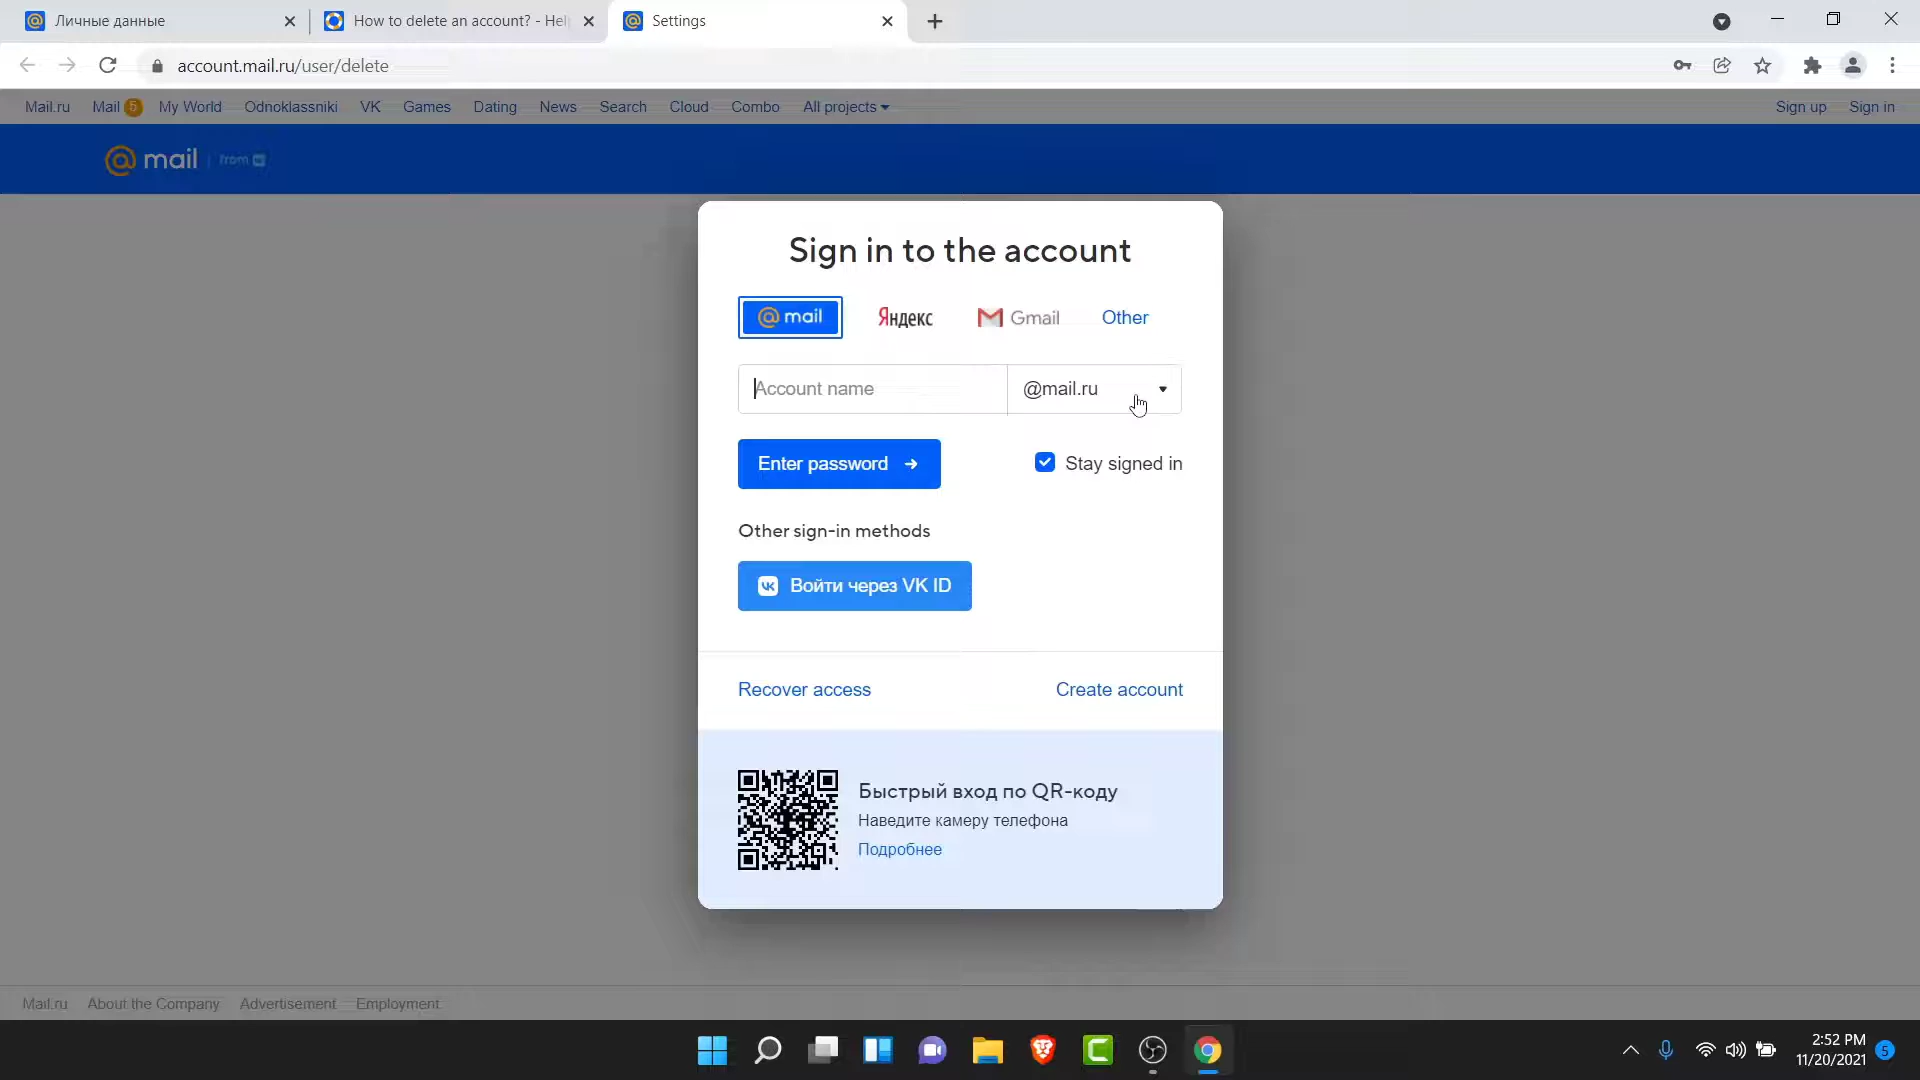 Личные данные
How to delete an account? - Hel
Settings
account.mail.ru/user/delete
Mail.ru Mail 5 My World Odnoklassniki VK Games Dating News Search Cloud Combo All projects
Sign up Sign in
@mail from
Sign in to the account
@mail Яндекс Gmail Other
Account name @mail.ru
Enter password → Stay signed in
Other sign-in methods
Войти через VK ID
Recover access Create account
Быстрый вход по QR-коду
Наведите камеру телефона
Подробнее
Mail.ru About the Company Advertisement Employment
2:52 PM
11/20/2021 5